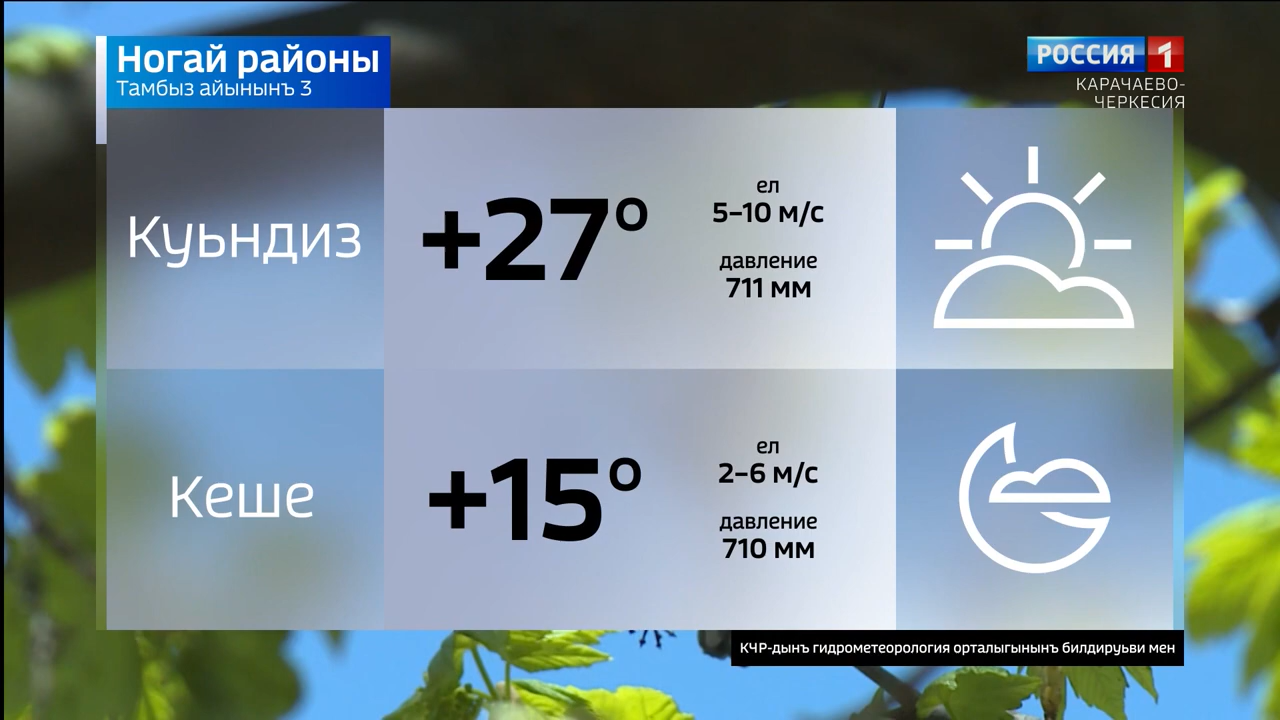 Ногай районы
Тамбыз айынынъ 3
РОССИЯ 1
КАРАЧАЕВО-
ЧЕРКЕСИЯ
Куьндиз
+27°
ел
5–10 м/с
давление
711 мм
Кеше
+15°
ел
2–6 м/с
давление
710 мм
КЧР-дынъ гидрометеорология орталыгынынъ билдируьви мен